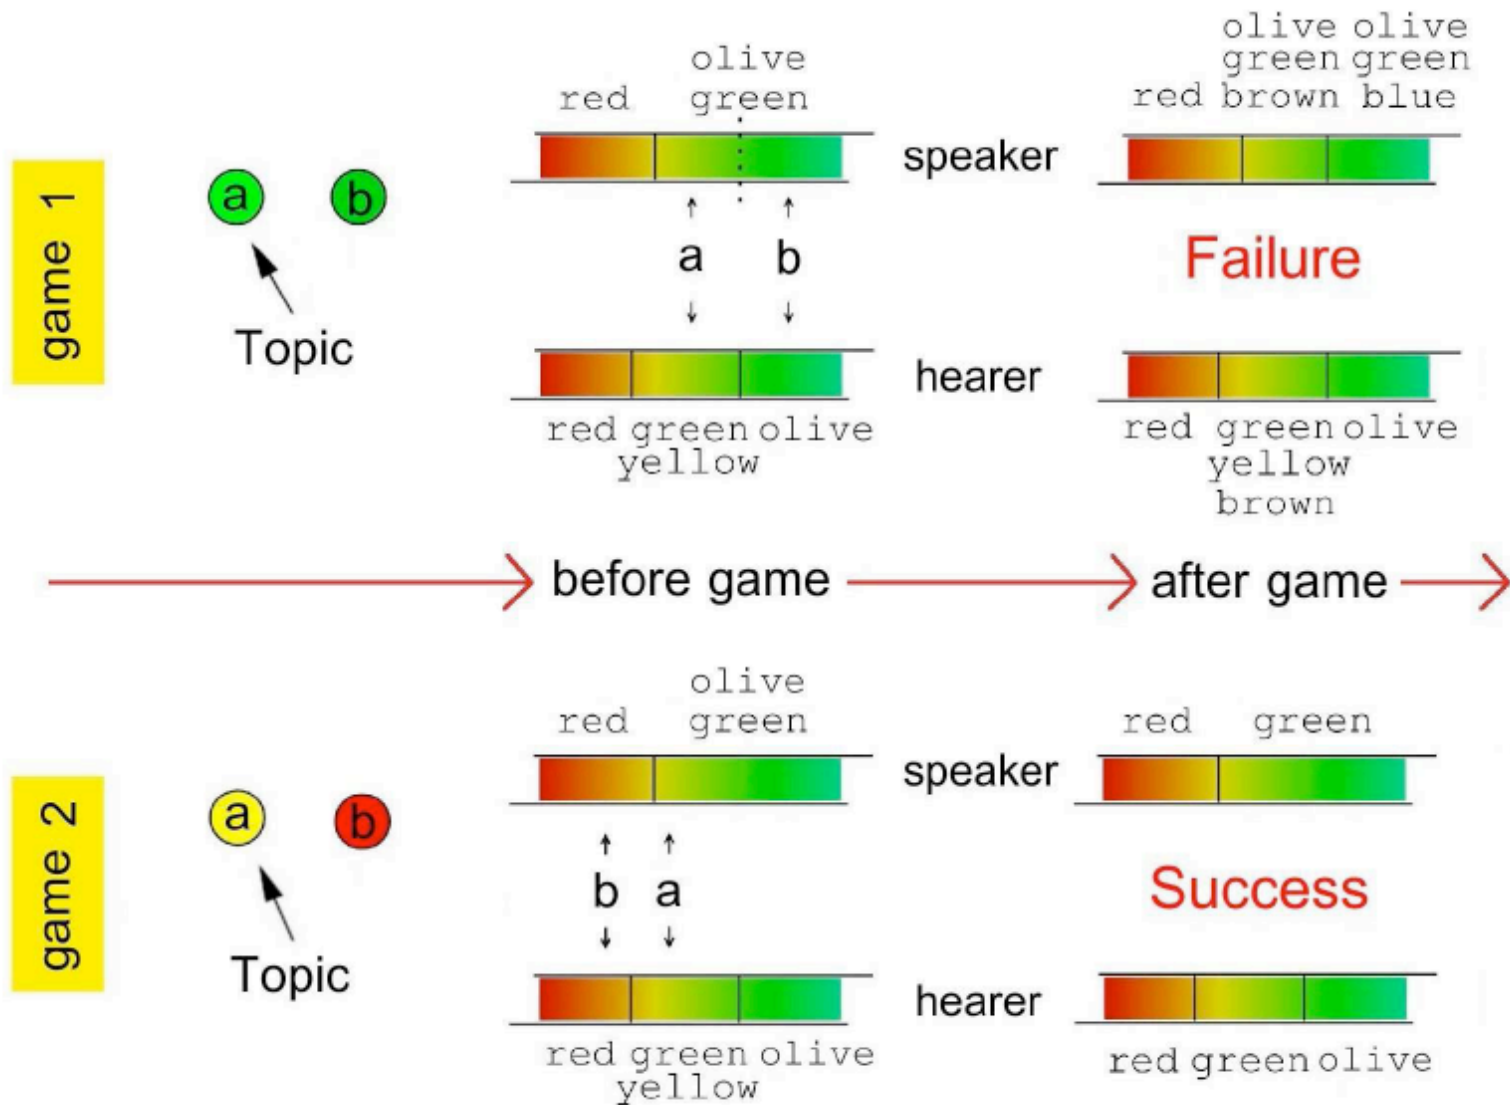 game 1
a b
Topic
red olive green
speaker
red olive green brown olive green blue
a b
Failure
hearer
red green olive
yellow
red green olive
yellow
brown
before game
after game
game 2
a b
Topic
olive
red green
speaker
red green
b a
Success
hearer
red green olive
yellow
red green olive